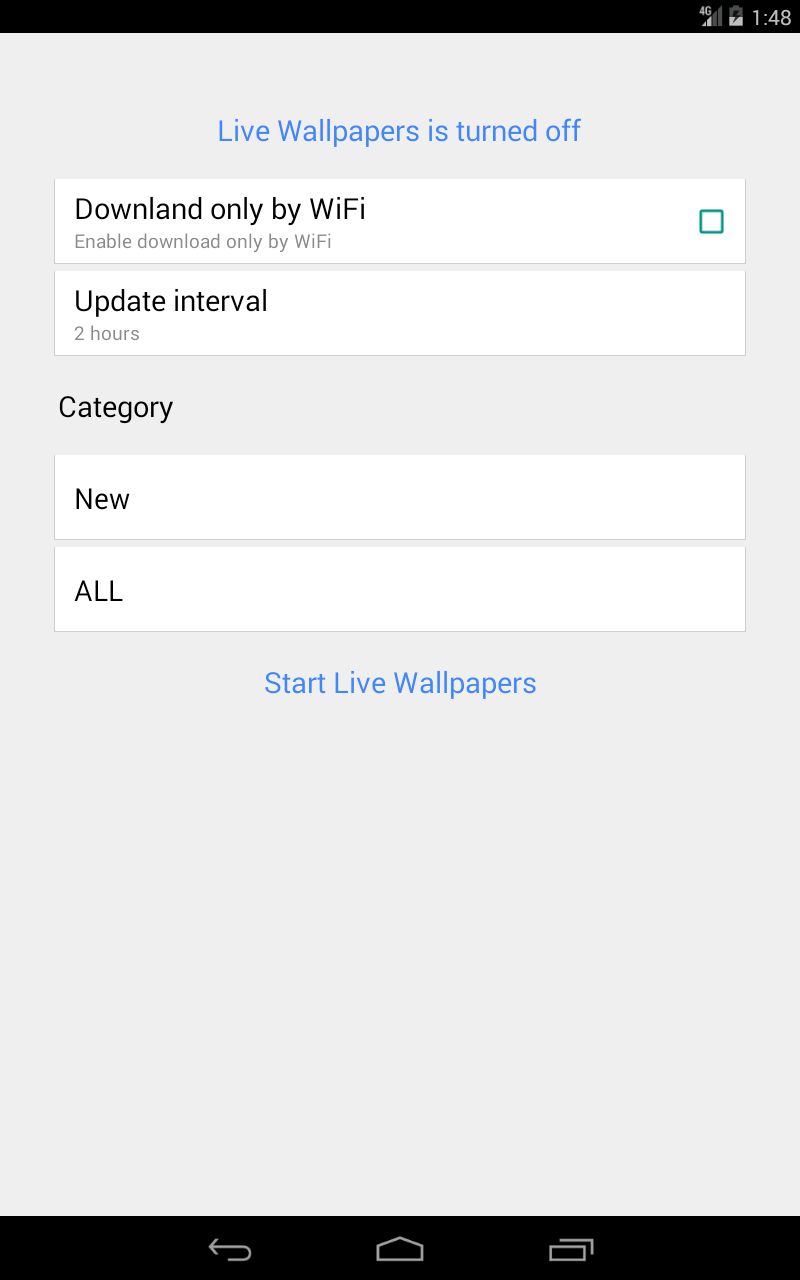 4G 1:48
Live Wallpapers is turned off
Downland only by WiFi
Enable download only by WiFi
Update interval
2 hours
Category
New
ALL
Start Live Wallpapers